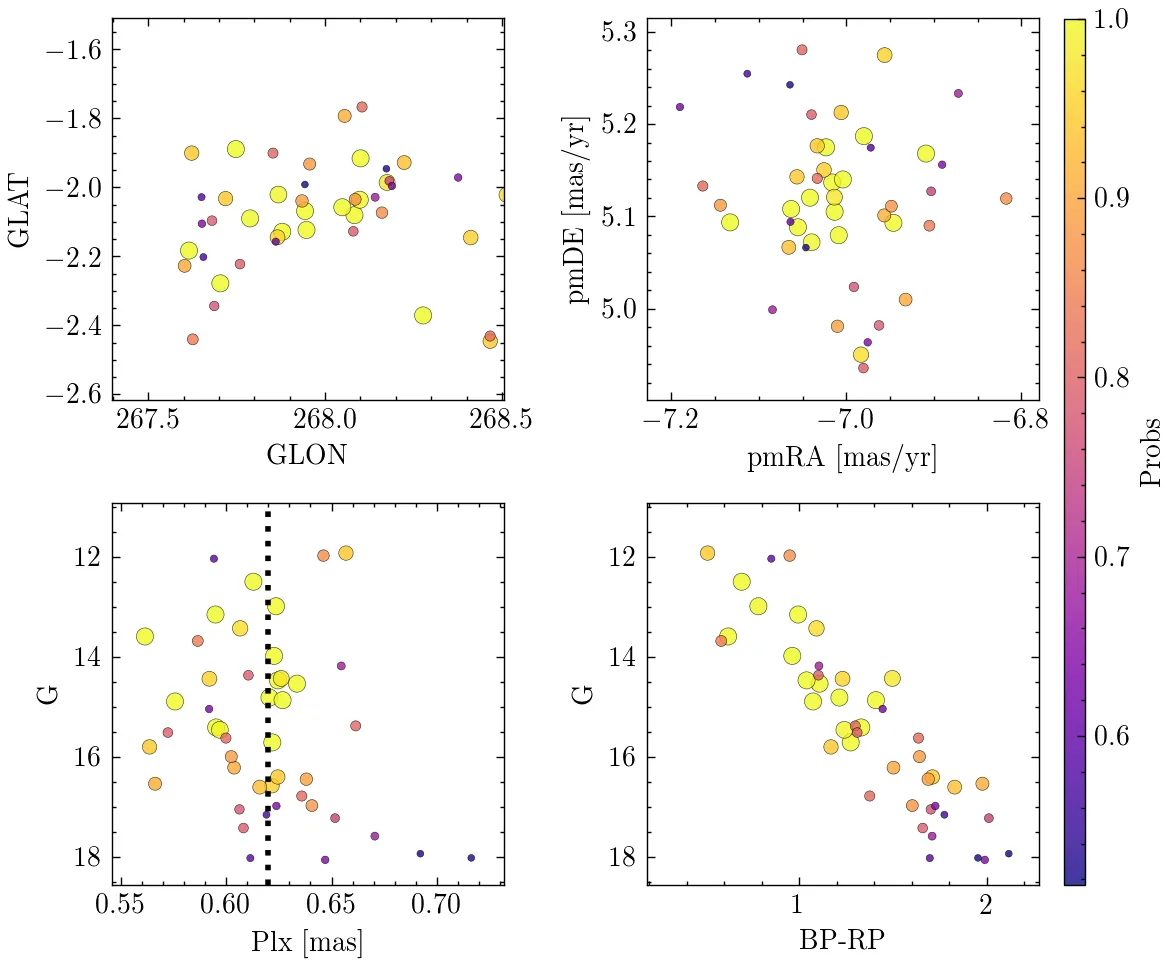 −1.6
−1.8
−2.0
−2.2
−2.4
−2.6
GLAT
267.5 268.0 268.5
GLON
5.3
5.2
5.1
5.0
pmDE [mas/yr]
−7.2 −7.0 −6.8
pmRA [mas/yr]
12
14
16
18
G
0.55 0.60 0.65 0.70
Plx [mas]
12
14
16
18
G
1 2
BP-RP
1.0
0.9
0.8
0.7
0.6
Probs